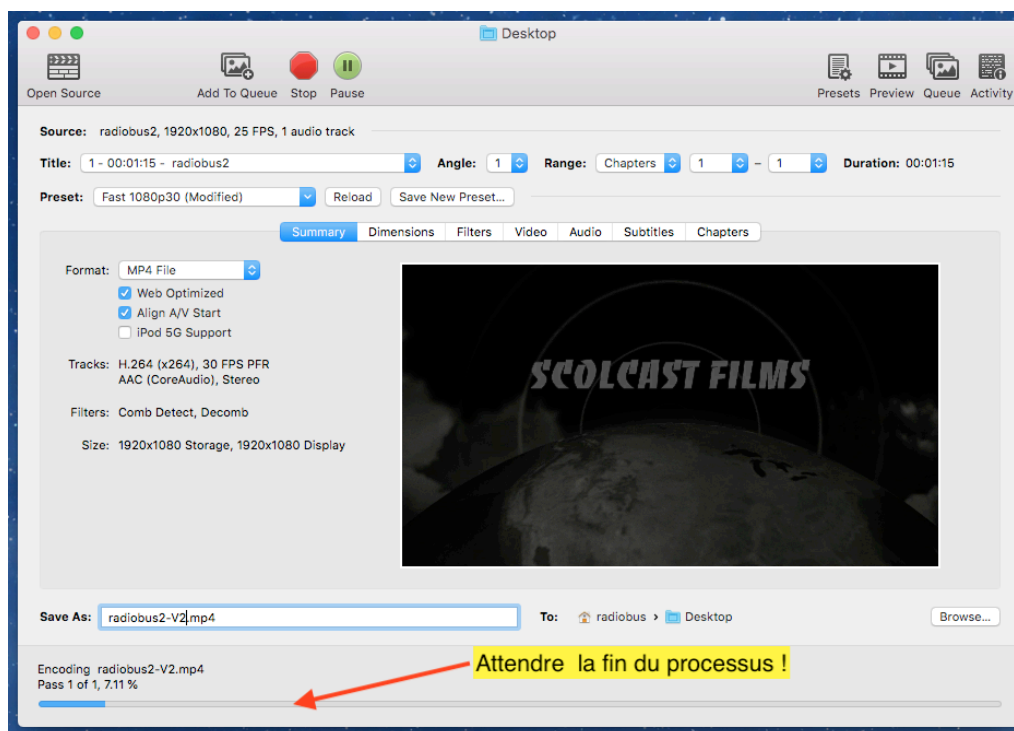 Desktop
Open Source Add To Queue Stop Pause Presets Preview Queue Activity
Source: radiobus2, 1920x1080, 25 FPS, 1 audio track
Title: 1 - 00:01:15 - radiobus2 Angle: 1 Range: Chapters 1 – 1 Duration: 00:01:15
Preset: Fast 1080p30 (Modified) Reload Save New Preset...
Summary Dimensions Filters Video Audio Subtitles Chapters
Format: MP4 File
Web Optimized
Align A/V Start
iPod 5G Support
Tracks: H.264 (x264), 30 FPS PFR
AAC (CoreAudio), Stereo
Filters: Comb Detect, Decomb
Size: 1920x1080 Storage, 1920x1080 Display
SCOLCAST FILMS
Save As: radiobus2-V2.mp4 To: radiobus › Desktop Browse...
Encoding radiobus2-V2.mp4
Pass 1 of 1, 7.11 %
Attendre la fin du processus !